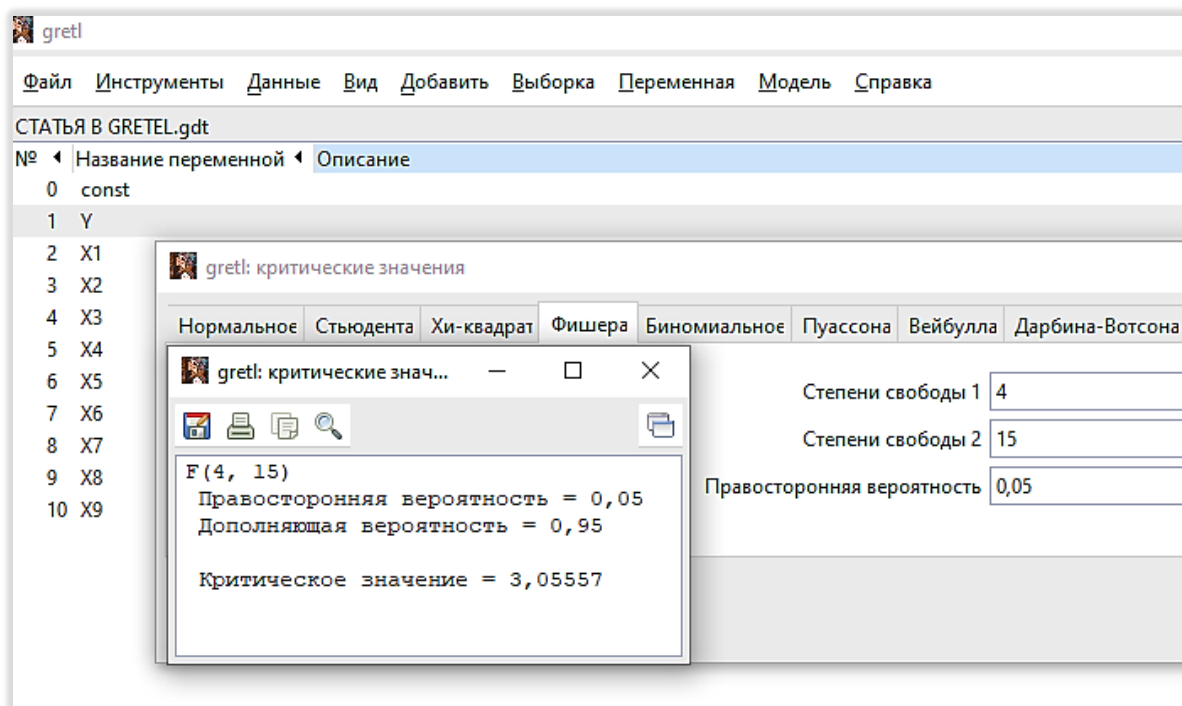 gretl
Файл Инструменты Данные Вид Добавить Выборка Переменная Модель Справка
СТАТЬЯ В GRETEL.gdt
№ Название переменной Описание
0 const
1 Y
2 X1
3 X2
4 X3
5 X4
6 X5
7 X6
8 X7
9 X8
10 X9
gretl: критические значения
Нормальное Стьюдента Хи-квадрат Фишера Биномиальное Пуассона Вейбулла Дарбина-Вотсона
Степени свободы 1 4
Степени свободы 2 15
Правосторонняя вероятность 0,05
gretl: критические знач...
F(4, 15)
Правосторонняя вероятность = 0,05
Дополняющая вероятность = 0,95
Критическое значение = 3,05557